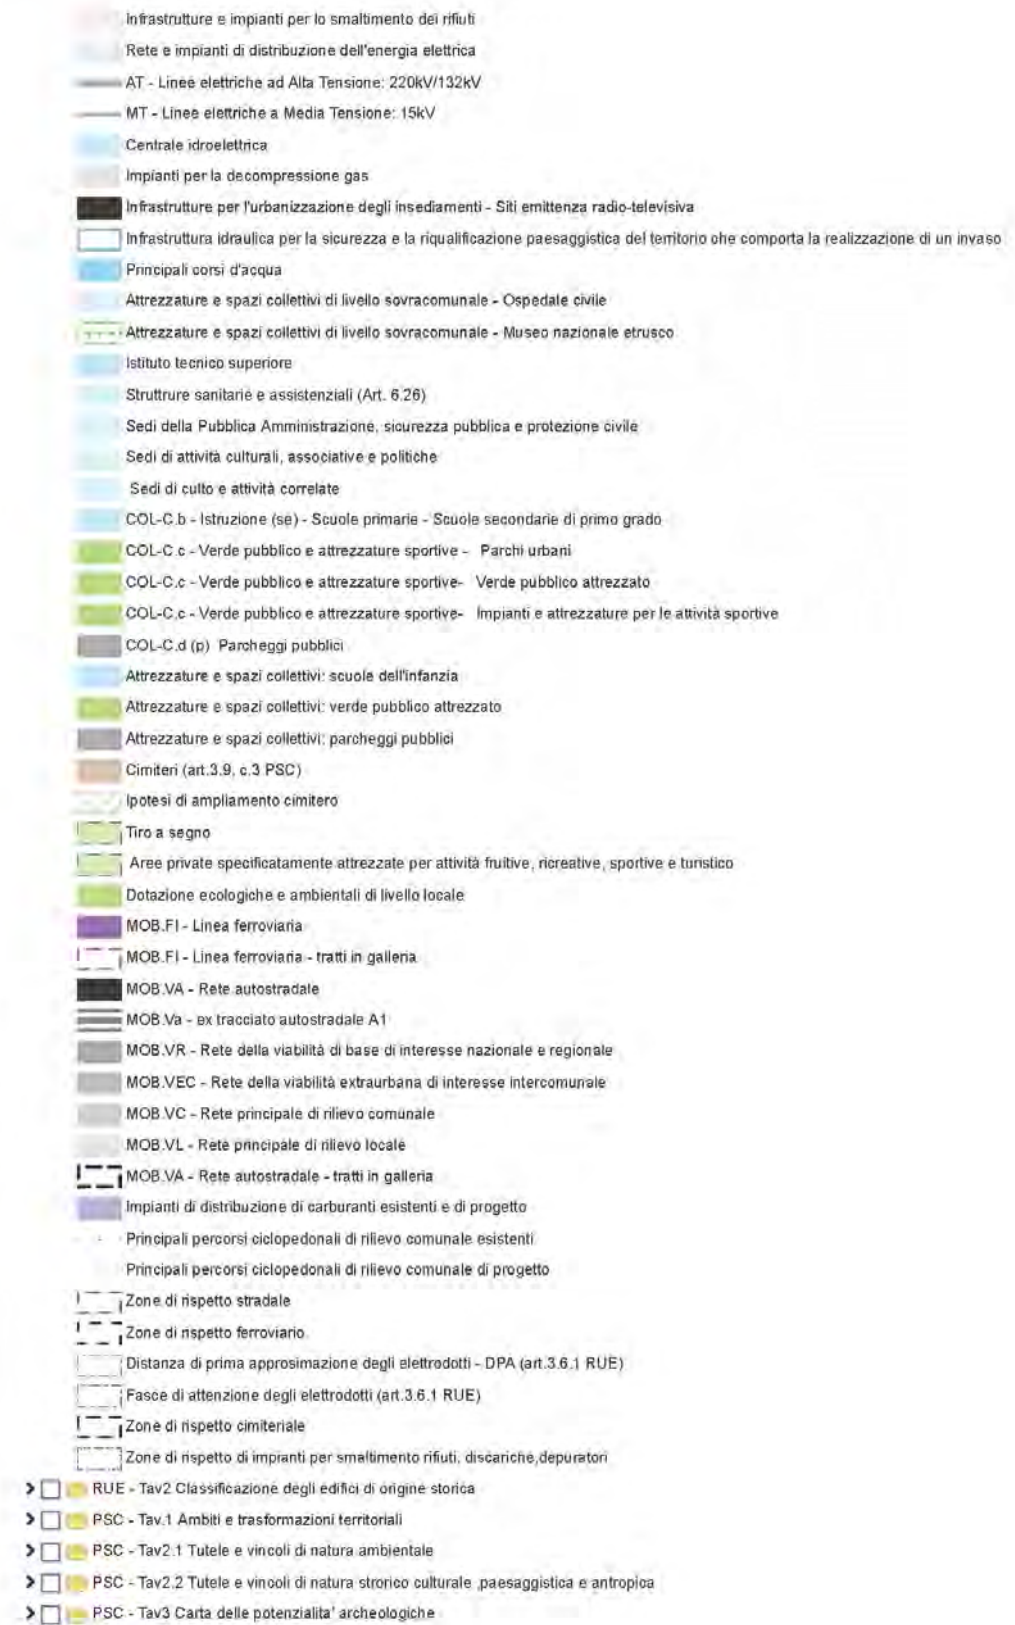 Infrastrutture e impianti per lo smaltimento dei rifiuti
Rete e impianti di distribuzione dell'energia elettrica
AT - Linee elettriche ad Alta Tensione: 220kV/132kV
MT - Linee elettriche a Media Tensione: 15kV
Centrale idroelettrica
Impianti per la decompressione gas
Infrastrutture per l'urbanizzazione degli insediamenti - Siti emittenza radio-televisiva
Infrastruttura idraulica per la sicurezza e la riqualificazione paesaggistica del territorio che comporta la realizzazione di un invaso
Principali corsi d'acqua
Attrezzature e spazi collettivi di livello sovracomunale - Ospedale civile
Attrezzature e spazi collettivi di livello sovracomunale - Museo nazionale etrusco
Istituto tecnico superiore
Struttrure sanitarie e assistenziali (Art. 6.26)
Sedi della Pubblica Amministrazione, sicurezza pubblica e protezione civile
Sedi di attività culturali, associative e politiche
Sedi di culto e attività correlate
COL-C.b - Istruzione (se) - Scuole primarie - Scuole secondarie di primo grado
COL-C.c - Verde pubblico e attrezzature sportive - Parchi urbani
COL-C.c - Verde pubblico e attrezzature sportive- Verde pubblico attrezzato
COL-C.c - Verde pubblico e attrezzature sportive- Impianti e attrezzature per le attività sportive
COL-C.d (p) Parcheggi pubblici
Attrezzature e spazi collettivi: scuole dell'infanzia
Attrezzature e spazi collettivi: verde pubblico attrezzato
Attrezzature e spazi collettivi: parcheggi pubblici
Cimiteri (art.3.9, c.3 PSC)
Ipotesi di ampliamento cimitero
Tiro a segno
Aree private specificatamente attrezzate per attività fruitive, ricreative, sportive e turistico
Dotazione ecologiche e ambientali di livello locale
MOB.FI - Linea ferroviaria
MOB.FI - Linea ferroviaria - tratti in galleria
MOB.VA - Rete autostradale
MOB.Va - ex tracciato autostradale A1
MOB.VR - Rete della viabilità di base di interesse nazionale e regionale
MOB.VEC - Rete della viabilità extraurbana di interesse intercomunale
MOB.VC - Rete principale di rilievo comunale
MOB.VL - Rete principale di rilievo locale
MOB.VA - Rete autostradale - tratti in galleria
Impianti di distribuzione di carburanti esistenti e di progetto
Principali percorsi ciclopedonali di rilievo comunale esistenti
Principali percorsi ciclopedonali di rilievo comunale di progetto
Zone di rispetto stradale
Zone di rispetto ferroviario
Distanza di prima approsimazione degli elettrodotti - DPA (art.3.6.1 RUE)
Fasce di attenzione degli elettrodotti (art.3.6.1 RUE)
Zone di rispetto cimiteriale
Zone di rispetto di impianti per smaltimento rifiuti, discariche,depuratori
RUE - Tav2 Classificazione degli edifici di origine storica
PSC - Tav.1 Ambiti e trasformazioni territoriali
PSC - Tav2.1 Tutele e vincoli di natura ambientale
PSC - Tav2.2 Tutele e vincoli di natura strorico culturale ,paesaggistica e antropica
PSC - Tav3 Carta delle potenzialita' archeologiche